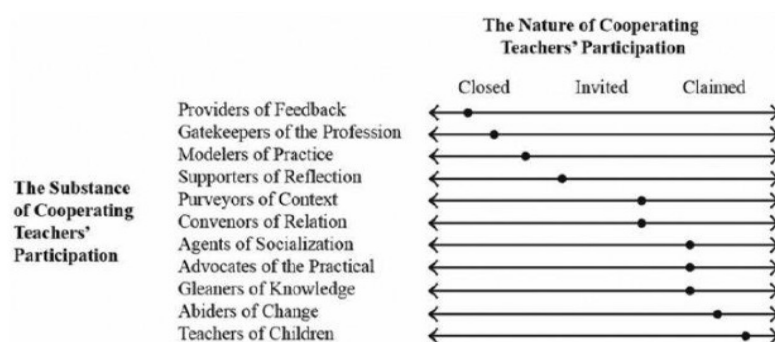 The Nature of Cooperating
Teachers' Participation
Closed Invited Claimed
Providers of Feedback
Gatekeepers of the Profession
Modelers of Practice
Supporters of Reflection
Purveyors of Context
Convenors of Relation
Agents of Socialization
Advocates of the Practical
Gleaners of Knowledge
Abiders of Change
Teachers of Children
The Substance
of Cooperating
Teachers'
Participation